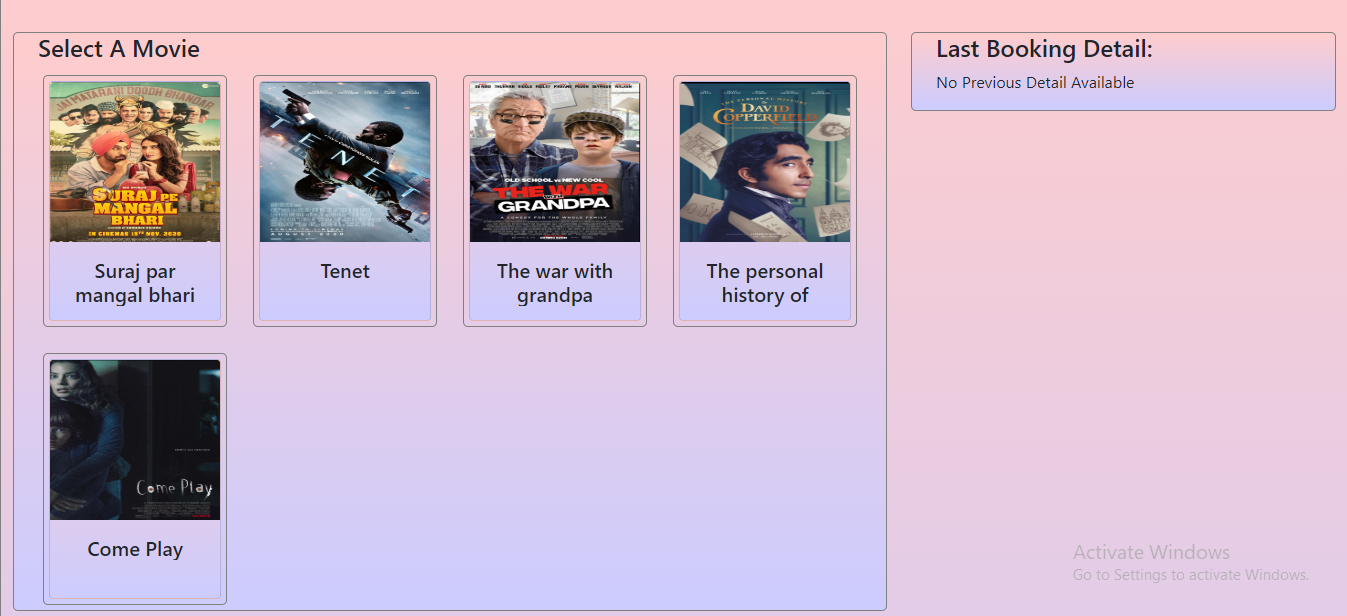 Select A Movie
Last Booking Detail:
No Previous Detail Available
JAI MATARANI DOODH BHANDAR
SURAJ PE
MANGAL
BHARI
IN CINEMAS 15TH NOV. 2020
TENET
AUGUST 2020
OLD SCHOOL vs NEW COOL
THE WAR
WITH
GRANDPA
A COMEDY FOR THE WHOLE FAMILY
THE PERSONAL HISTORY OF
DAVID
COPPERFIELD
Suraj par
mangal bhari
Tenet
The war with
grandpa
The personal
history of
Come Play
Come Play
Activate Windows
Go to Settings to activate Windows.